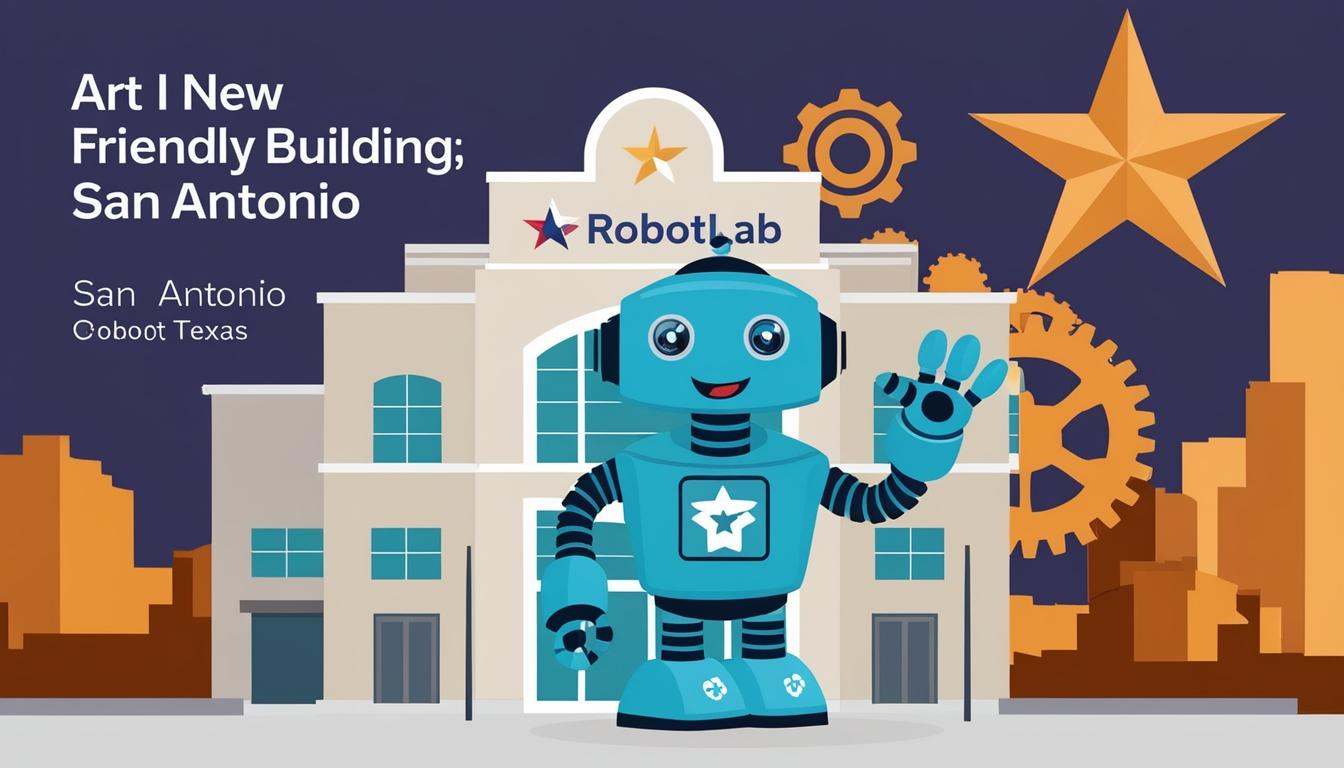 Art I New
Friendly Building;
San Antonio
San Antonio
Coboot Texas
RobotLab